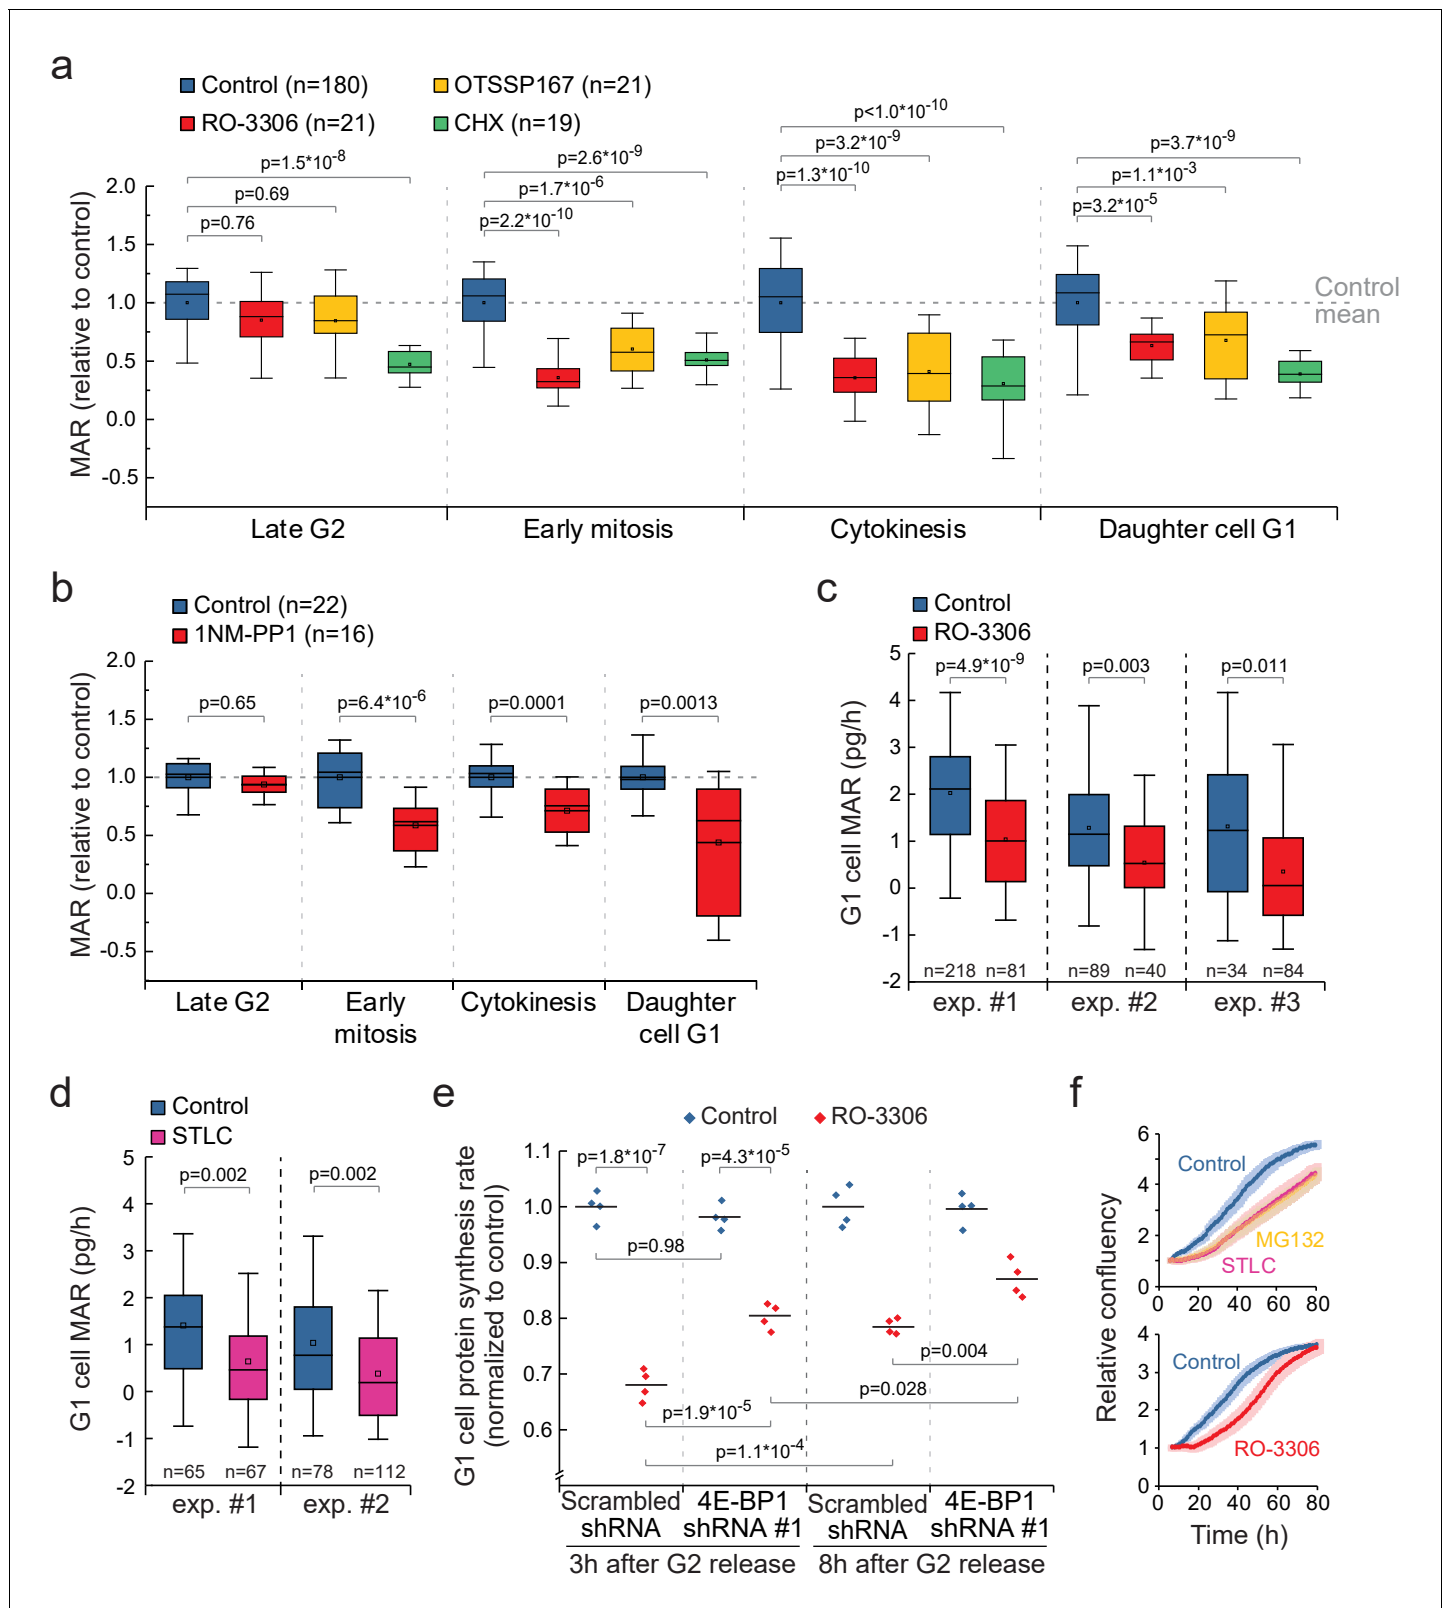 a
Control (n=180)
OTSSP167 (n=21)
RO-3306 (n=21)
CHX (n=19)
MAR (relative to control)
2.0
1.5
1.0
0.5
0.0
-0.5
p=1.5*10-8
p=0.69
p=0.76
p=2.6*10-9
p=1.7*10-6
p=2.2*10-10
p<1.0*10-10
p=3.2*10-9
p=1.3*10-10
p=3.7*10-9
p=1.1*10-3
p=3.2*10-5
Control
mean
Late G2
Early mitosis
Cytokinesis
Daughter cell G1
b
Control (n=22)
1NM-PP1 (n=16)
MAR (relative to control)
2.0
1.5
1.0
0.5
0.0
-0.5
p=0.65
p=6.4*10-6
p=0.0001
p=0.0013
Late G2
Early
mitosis
Cytokinesis
Daughter
cell G1
c
Control
RO-3306
G1 cell MAR (pg/h)
5
4
3
2
1
0
-1
-2
p=4.9*10-9
p=0.003
p=0.011
n=218
n=81
n=89
n=40
n=34
n=84
exp. #1
exp. #2
exp. #3
d
Control
STLC
G1 cell MAR (pg/h)
5
4
3
2
1
0
-1
-2
p=0.002
p=0.002
n=65
n=67
n=78
n=112
exp. #1
exp. #2
e
Control
RO-3306
G1 cell protein synthesis rate
(normalized to control)
1.1
1.0
0.9
0.8
0.7
0.6
p=1.8*10-7
p=4.3*10-5
p=0.98
p=0.004
p=0.028
p=1.9*10-5
p=1.1*10-4
Scrambled
shRNA
4E-BP1
shRNA #1
Scrambled
shRNA
4E-BP1
shRNA #1
3h after G2 release
8h after G2 release
f
Relative confluency
6
4
2
0
Control
MG132
STLC
0 20 40 60 80
4
3
2
1
0
Control
RO-3306
0 20 40 60 80
Time (h)